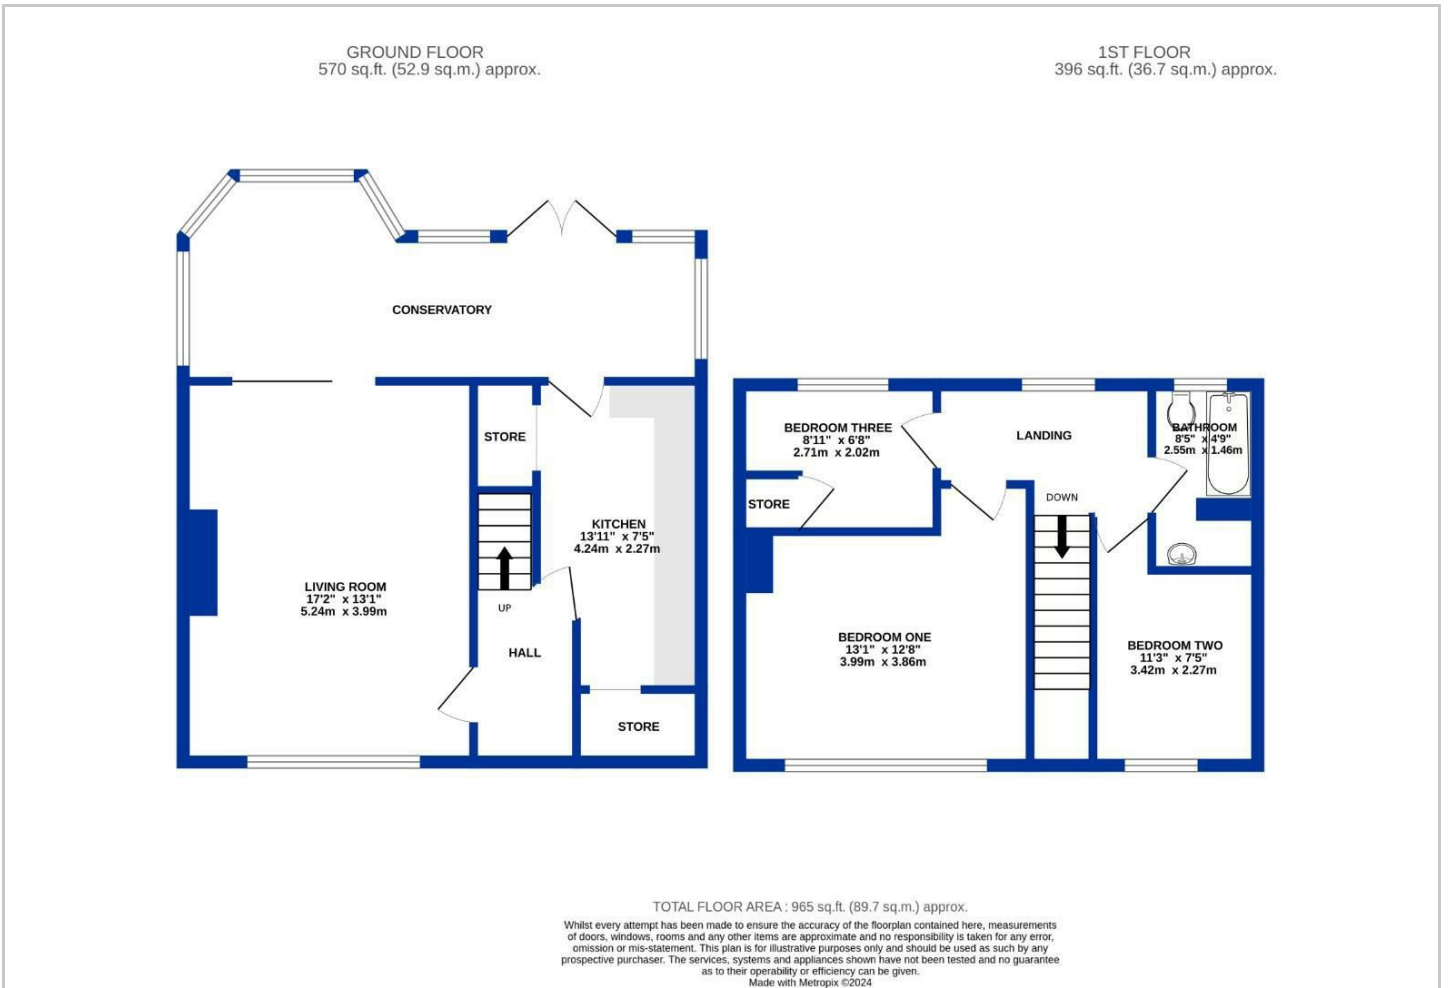 GROUND FLOOR
570 sq.ft. (52.9 sq.m.) approx.
1ST FLOOR
396 sq.ft. (36.7 sq.m.) approx.
CONSERVATORY
STORE
KITCHEN
13'11" x 7'5"
4.24m x 2.27m
LIVING ROOM
17'2" x 13'1"
5.24m x 3.99m
UP
HALL
STORE
BEDROOM THREE
8'11" x 6'8"
2.71m x 2.02m
LANDING
BATHROOM
8'5" x 4'9"
2.55m x 1.46m
STORE
DOWN
BEDROOM ONE
13'1" x 12'8"
3.99m x 3.86m
BEDROOM TWO
11'3" x 7'5"
3.42m x 2.27m
TOTAL FLOOR AREA : 965 sq.ft. (89.7 sq.m.) approx.
Whilst every attempt has been made to ensure the accuracy of the floorplan contained here, measurements
of doors, windows, rooms and any other items are approximate and no responsibility is taken for any error,
omission or mis-statement. This plan is for illustrative purposes only and should be used as such by any
prospective purchaser. The services, systems and appliances shown have not been tested and no guarantee
as to their operability or efficiency can be given.
Made with Metropix ©2024